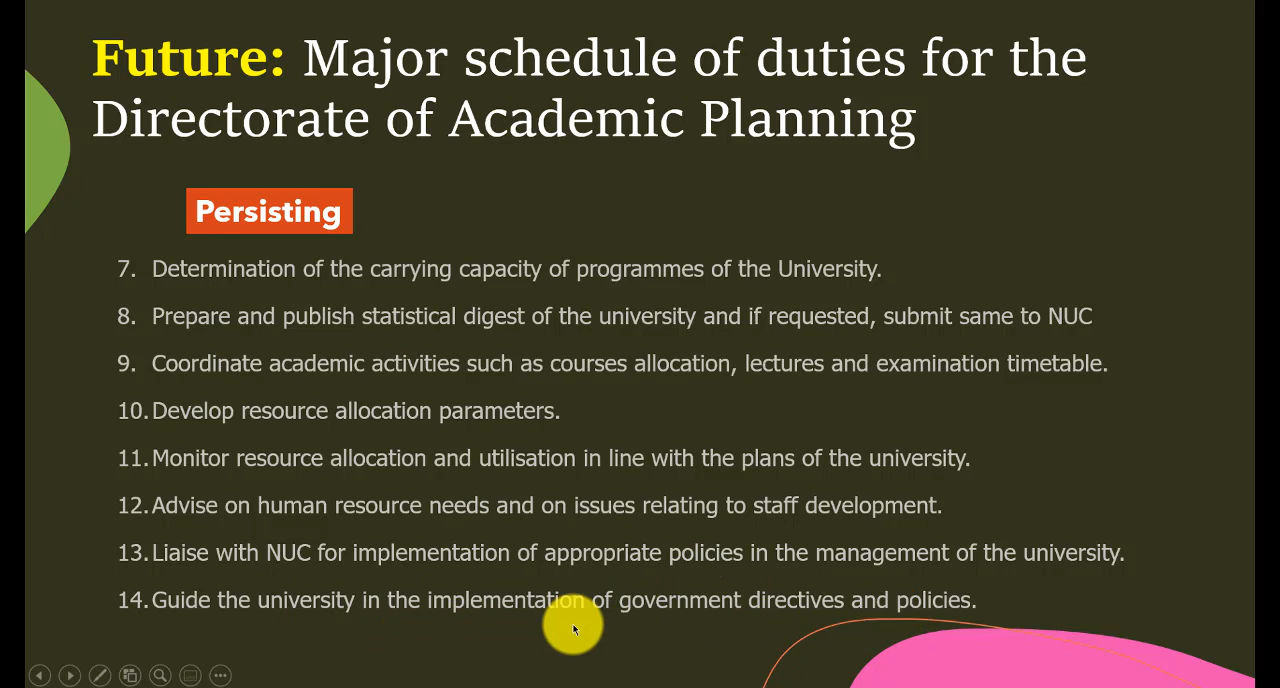 Future: Major schedule of duties for the
Directorate of Academic Planning
Persisting
7. Determination of the carrying capacity of programmes of the University.
8. Prepare and publish statistical digest of the university and if requested, submit same to NUC
9. Coordinate academic activities such as courses allocation, lectures and examination timetable.
10. Develop resource allocation parameters.
11. Monitor resource allocation and utilisation in line with the plans of the university.
12. Advise on human resource needs and on issues relating to staff development.
13. Liaise with NUC for implementation of appropriate policies in the management of the university.
14. Guide the university in the implementation of government directives and policies.